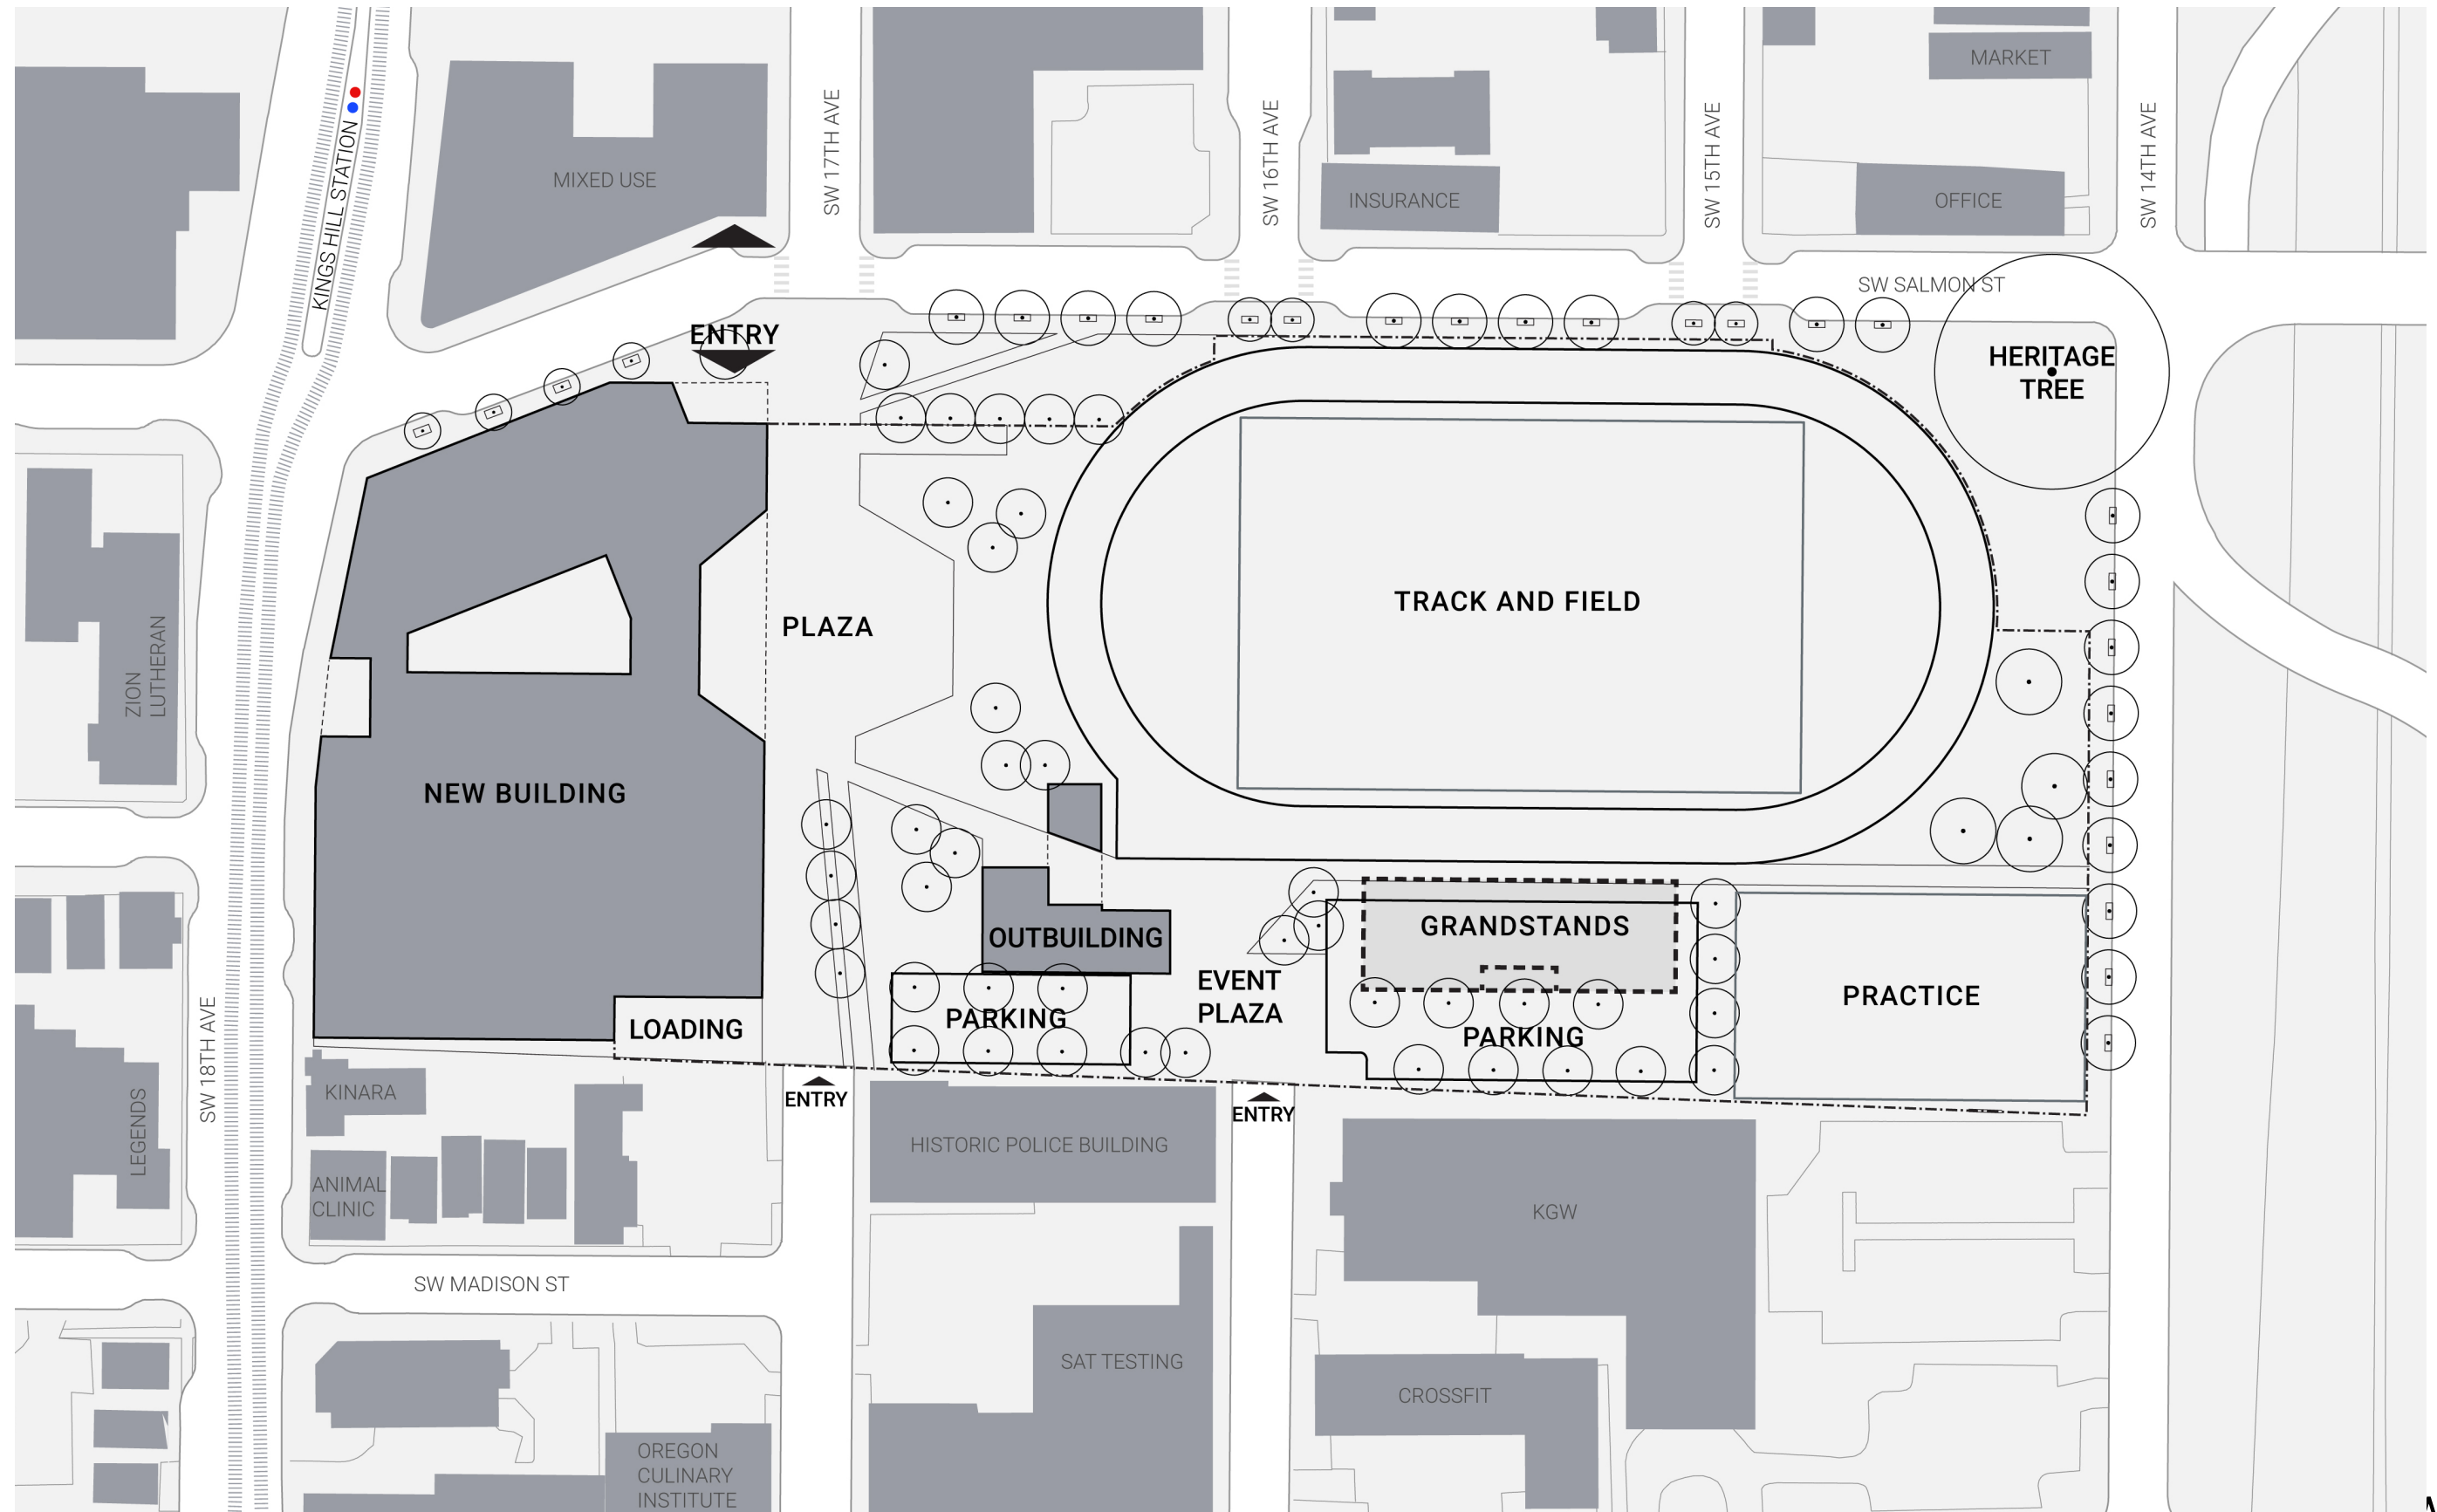 MARKET
KINGS HILL STATION
MIXED USE
SW 17TH AVE
SW 16TH AVE
INSURANCE
SW 15TH AVE
OFFICE
SW 14TH AVE
SW SALMON ST
ENTRY
HERITAGE
TREE
TRACK AND FIELD
PLAZA
ZION
LUTHERAN
NEW BUILDING
GRANDSTANDS
OUTBUILDING
EVENT
PLAZA
PRACTICE
PARKING
LOADING
PARKING
SW 18TH AVE
LEGENDS
KINARA
ENTRY
ENTRY
HISTORIC POLICE BUILDING
ANIMAL
CLINIC
KGW
SW MADISON ST
SAT TESTING
CROSSFIT
OREGON
CULINARY
INSTITUTE